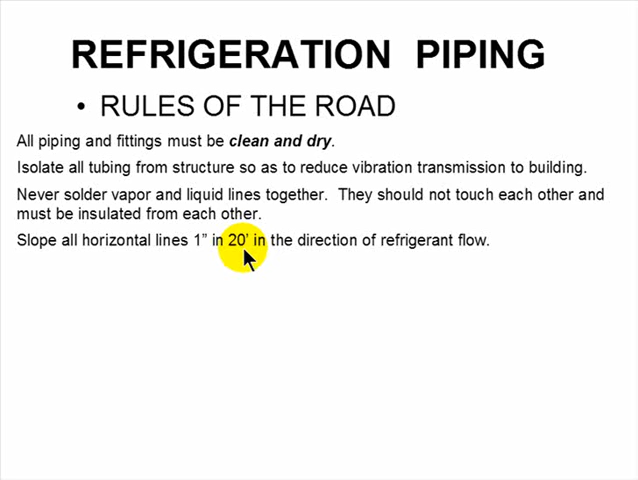 REFRIGERATION PIPING
• RULES OF THE ROAD
All piping and fittings must be clean and dry.
Isolate all tubing from structure so as to reduce vibration transmission to building.
Never solder vapor and liquid lines together. They should not touch each other and
must be insulated from each other.
Slope all horizontal lines 1” in 20’ in the direction of refrigerant flow.